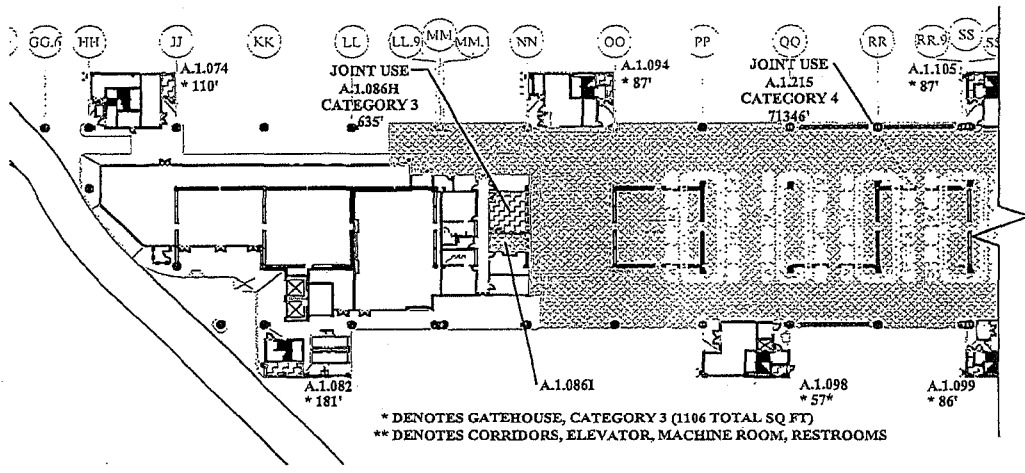 GG.6 HH JJ KK LL LL.9 MM MM.1 NN OO PP QQ RR RR.9 SS
A.1.074
* 110'
JOINT USE
A.1.086H
CATEGORY 3
635'
A.1.094
* 87'
JOINT USE
A.1.215
CATEGORY 4
71346'
A.1.105
* 87'
A.1.082
* 181'
A.1.086I
A.1.098
* 57*
A.1.099
* 86'
* DENOTES GATEHOUSE, CATEGORY 3 (1106 TOTAL SQ FT)
** DENOTES CORRIDORS, ELEVATOR, MACHINE ROOM, RESTROOMS